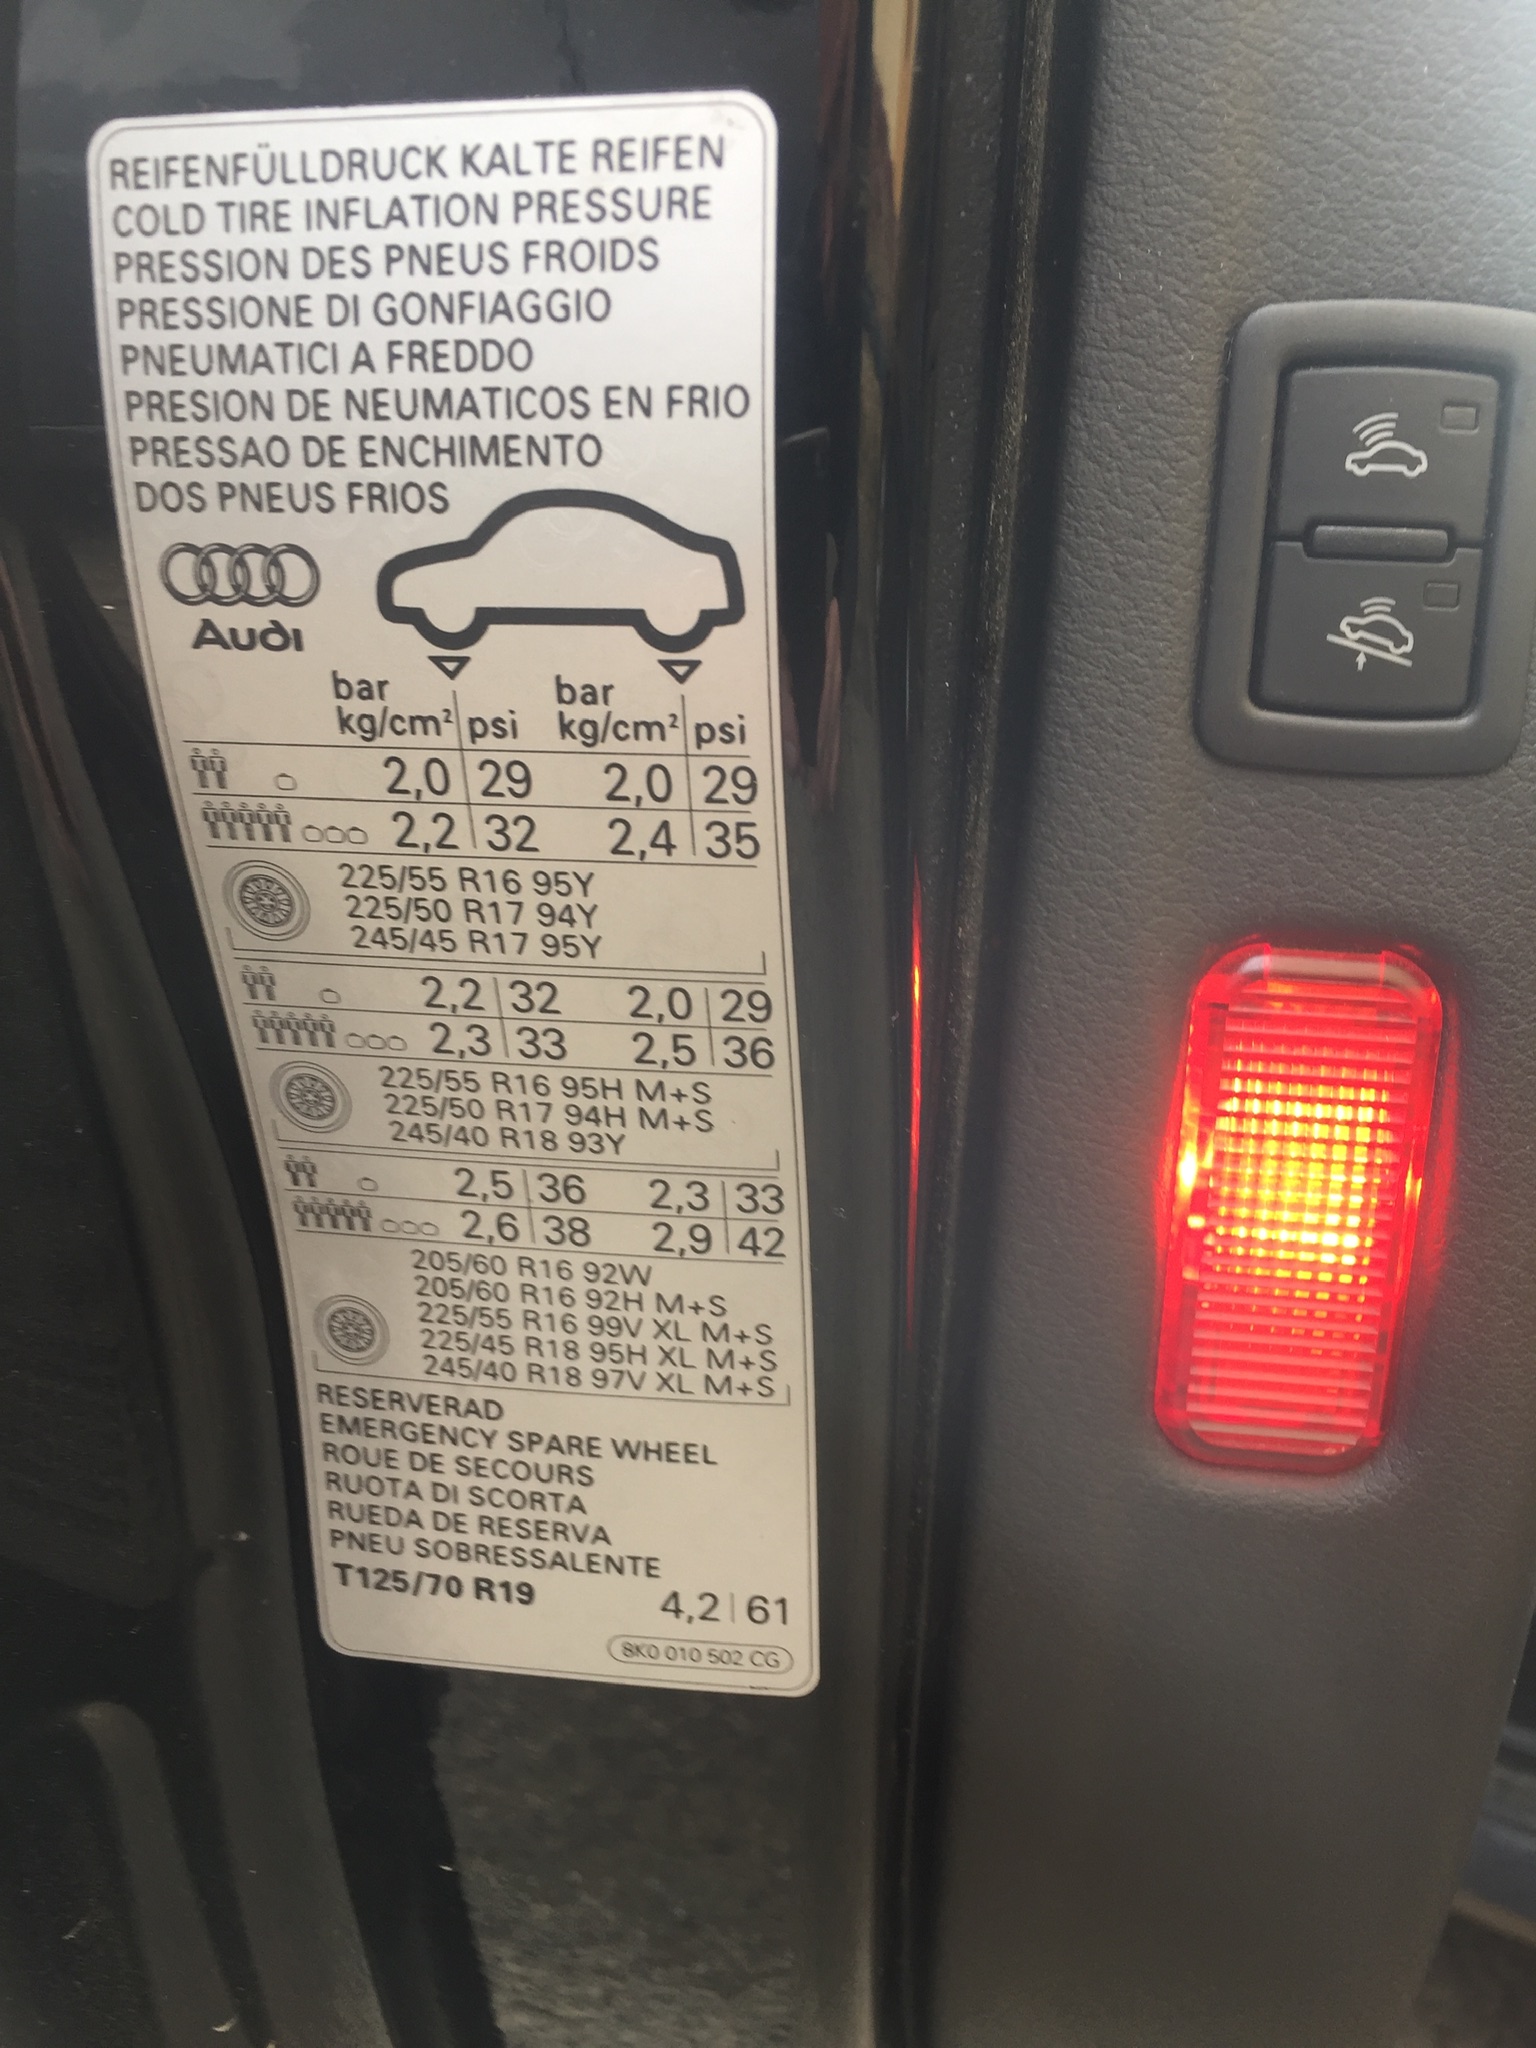 REIFENFÜLLDRUCK KALTE REIFEN
COLD TIRE INFLATION PRESSURE
PRESSION DES PNEUS FROIDS
PRESSIONE DI GONFIAGGIO
PNEUMATICI A FREDDO
PRESION DE NEUMATICOS EN FRIO
PRESSAO DE ENCHIMENTO
DOS PNEUS FRIOS
Audi
bar bar
kg/cm² psi kg/cm² psi
2,0 29 2,0 29
2,2 32 2,4 35
225/55 R16 95Y
225/50 R17 94Y
245/45 R17 95Y
2,2 32 2,0 29
2,3 33 2,5 36
225/55 R16 95H M+S
225/50 R17 94H M+S
245/40 R18 93Y
2,5 36 2,3 33
2,6 38 2,9 42
205/60 R16 92W
205/60 R16 92H M+S
225/55 R16 99V XL M+S
225/45 R18 95H XL M+S
245/40 R18 97V XL M+S
RESERVERAD
EMERGENCY SPARE WHEEL
ROUE DE SECOURS
RUOTA DI SCORTA
RUEDA DE RESERVA
PNEU SOBRESSALENTE
T125/70 R19 4,2 61
8K0 010 502 CG